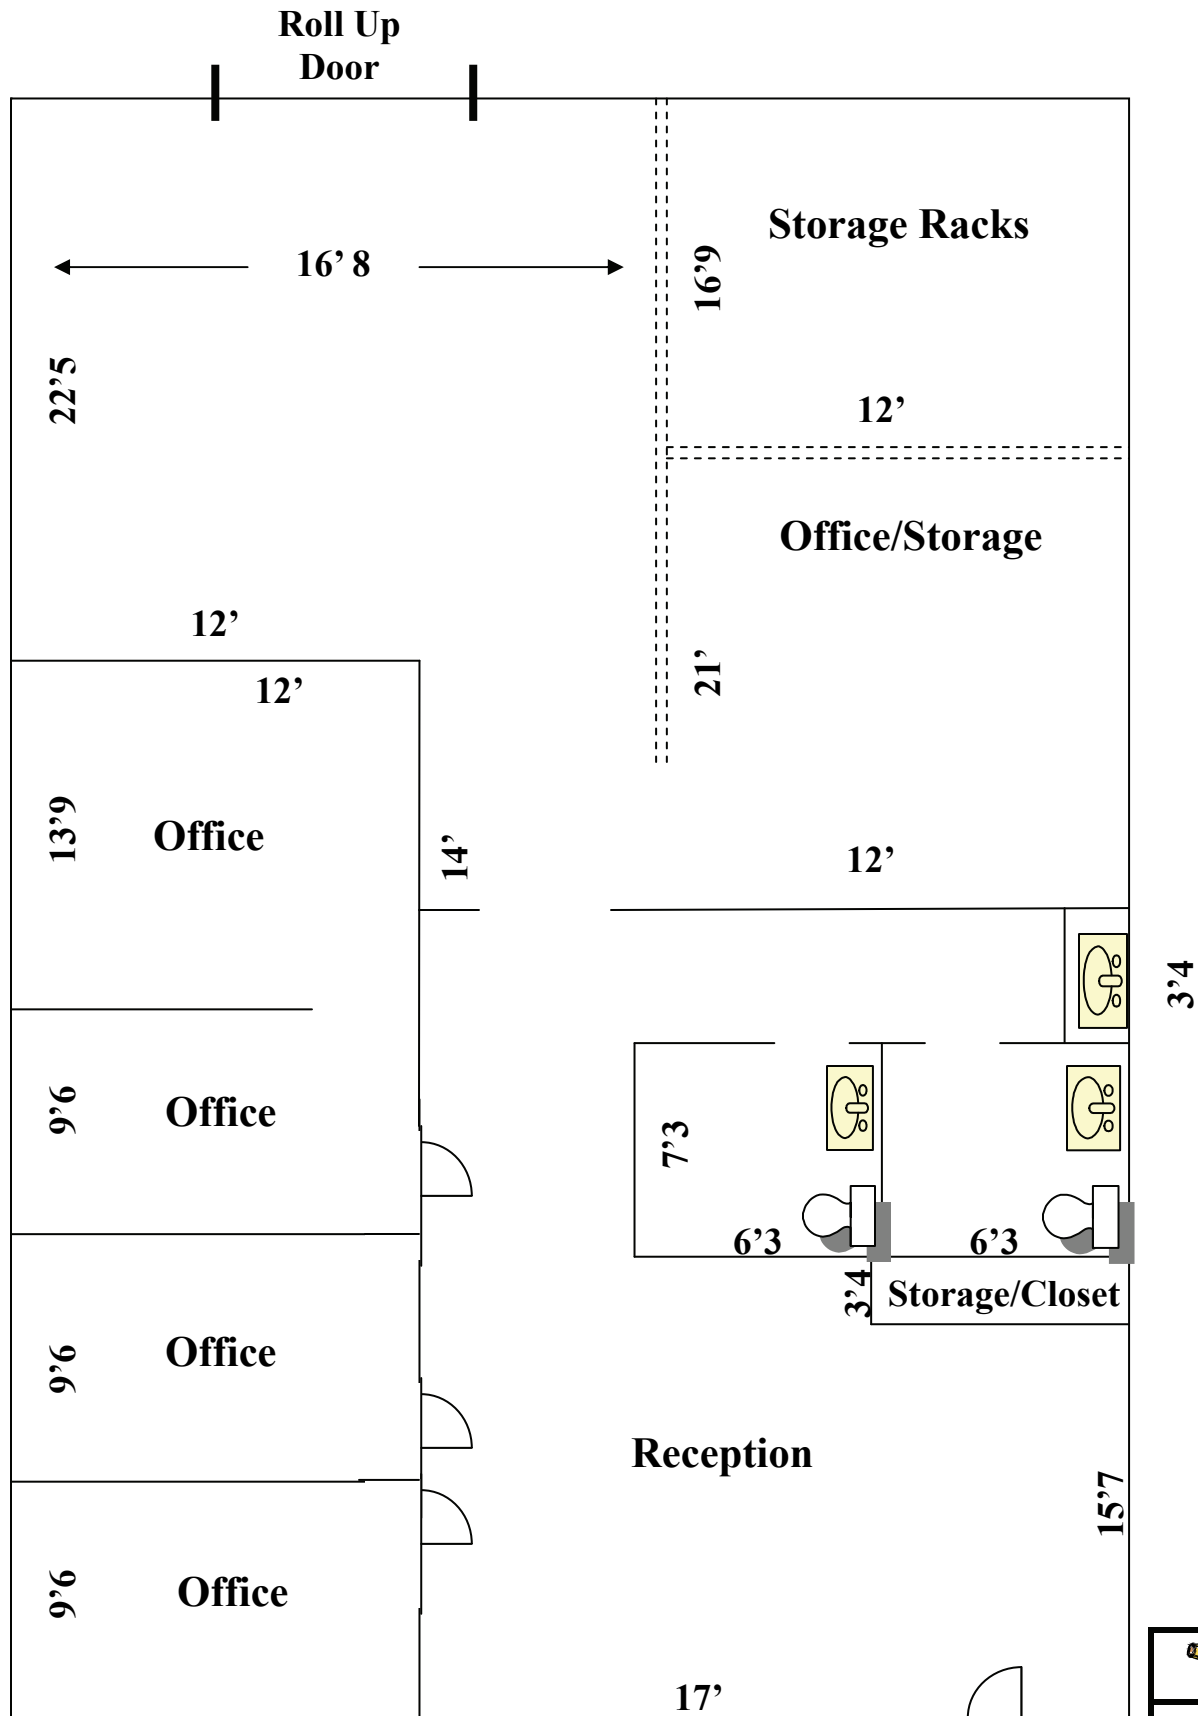 Roll Up
Door
Storage Racks
16’ 8
16’9
22’5
12’
Office/Storage
12’
21’
12’
13’9
Office
14’
12’
3’4
9’6
Office
7’3
6’3
6’3
3’4
Storage/Closet
9’6
Office
Reception
15’7
9’6
Office
17’